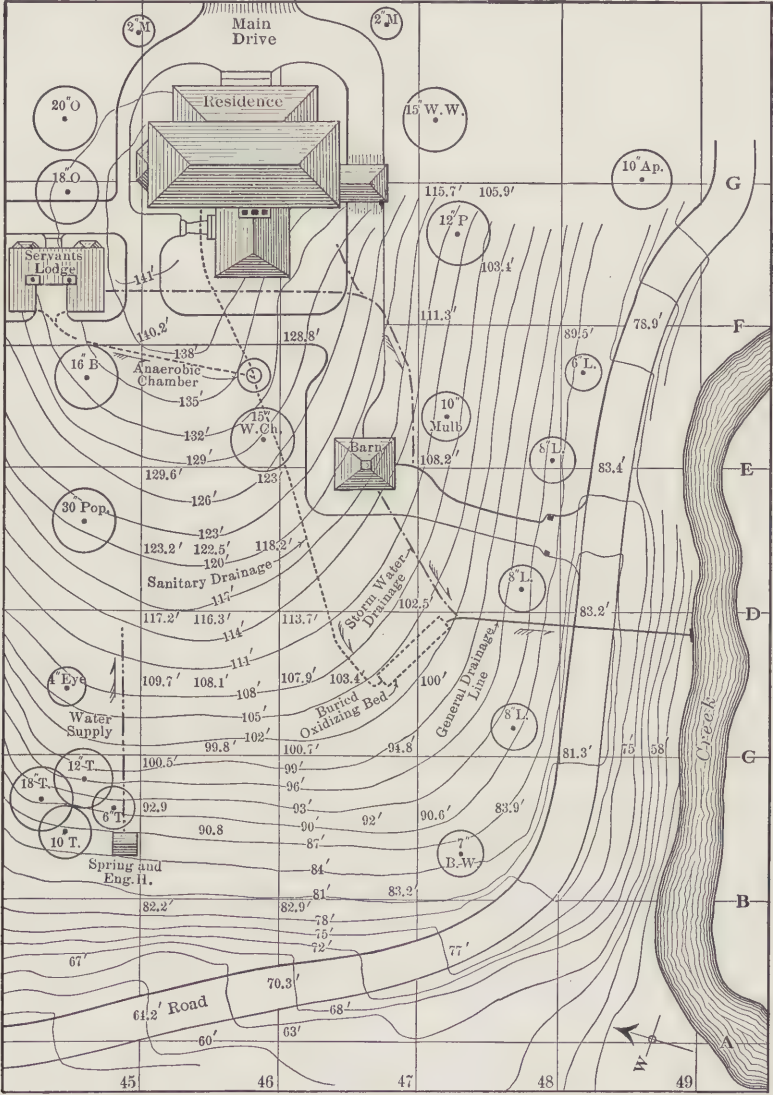 2"M
Main
Drive
2"M
20"O
Residence
15"W.W.
18"O
10"Ap.
G
115.7' 105.9'
12"P
Servants
Lodge
141'
103.4'
111.3'
78.9'
F
140.2'
128.8'
89.5'
138'
Anaerobic
Chamber
16"B
135'
6"L.
15"
W.Ch.
10"
Mulb
132'
Barn
129'
108.2'
8"L.
83.4'
E
129.6'
123'
126'
30"Pop.
123'
123.2' 122.5' 118.2'
120'
Sanitary Drainage
Storm Water
Drainage
8"L.
117'
102.5'
83.2'
D
117.2' 116.3' 113.7'
114'
111'
4"Eye
109.7' 108.1' 107.9' 103.4'
108'
100'
General Drainage
Line
Buried
Oxidizing Bed
Water
Supply
105'
102'
8"L.
99.8' 100.7' 94.8'
81.3' 75' 58'
Creek
C
100.5'
99'
12"T.
96'
18"T.
92.9
93'
83.9'
6"T.
90' 92' 90.6'
90.8
87'
10 T.
7"
B.W
Spring and
Eng.H.
84'
81' 83.2'
B
82.2' 82.9'
78'
75'
72'
67'
77'
70.3'
Road
64.2'
68'
63'
60'
W
A
45 46 47 48 49